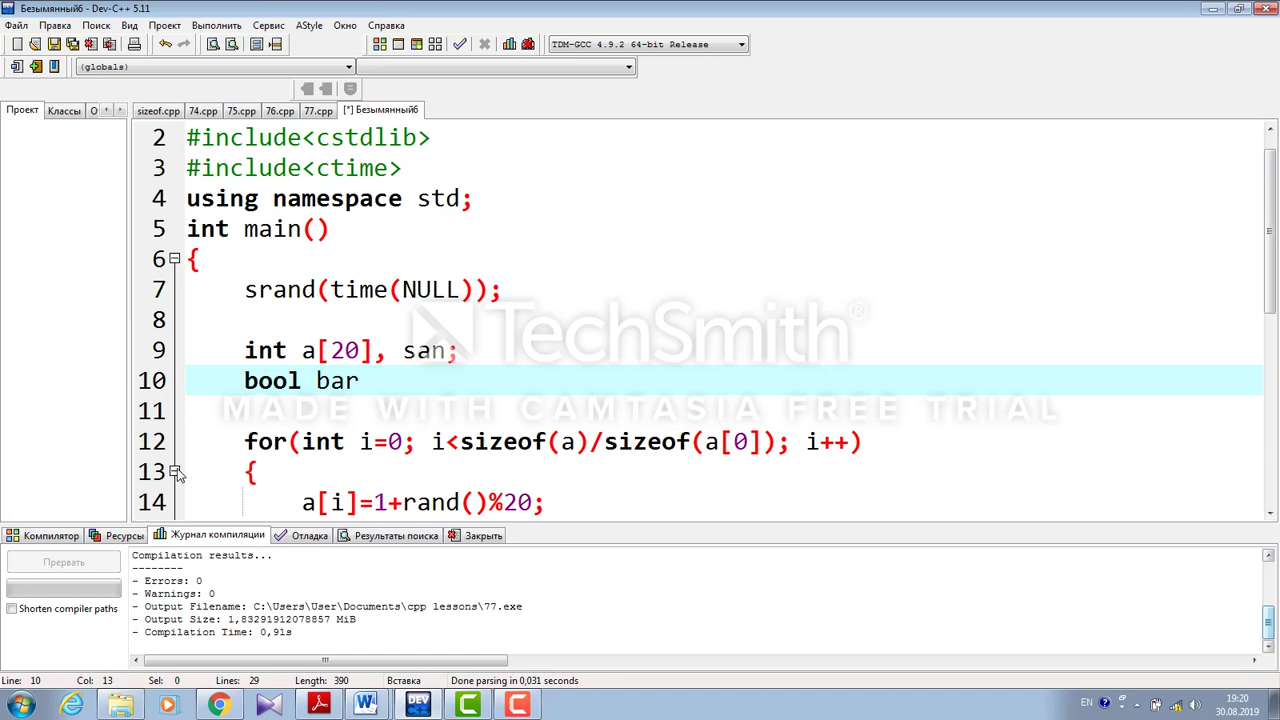 Безымянный6 - Dev-C++ 5.11
Файл Правка Поиск Вид Проект Выполнить Сервис AStyle Окно Справка
TDM-GCC 4.9.2 64-bit Release
(globals)
Проект Классы О
sizeof.cpp 74.cpp 75.cpp 76.cpp 77.cpp [*] Безымянный6
2 #include<cstdlib>
3 #include<ctime>
4 using namespace std;
5 int main()
6 {
7 srand(time(NULL));
8
9 int a[20], san;
10 bool bar
11
12 for(int i=0; i<sizeof(a)/sizeof(a[0]); i++)
13 {
14 a[i]=1+rand()%20;
TechSmith®
MADE WITH CAMTASIA FREE TRIAL
Компилятор Ресурсы Журнал компиляции Отладка Результаты поиска Закрыть
Прервать
Shorten compiler paths
Compilation results...
--------
- Errors: 0
- Warnings: 0
- Output Filename: C:\Users\User\Documents\cpp lessons\77.exe
- Output Size: 1,83291912078857 MiB
- Compilation Time: 0,91s
Line: 10 Col: 13 Sel: 0 Lines: 29 Length: 390 Вставка Done parsing in 0,031 seconds
DEV
EN
19:20
30.08.2019